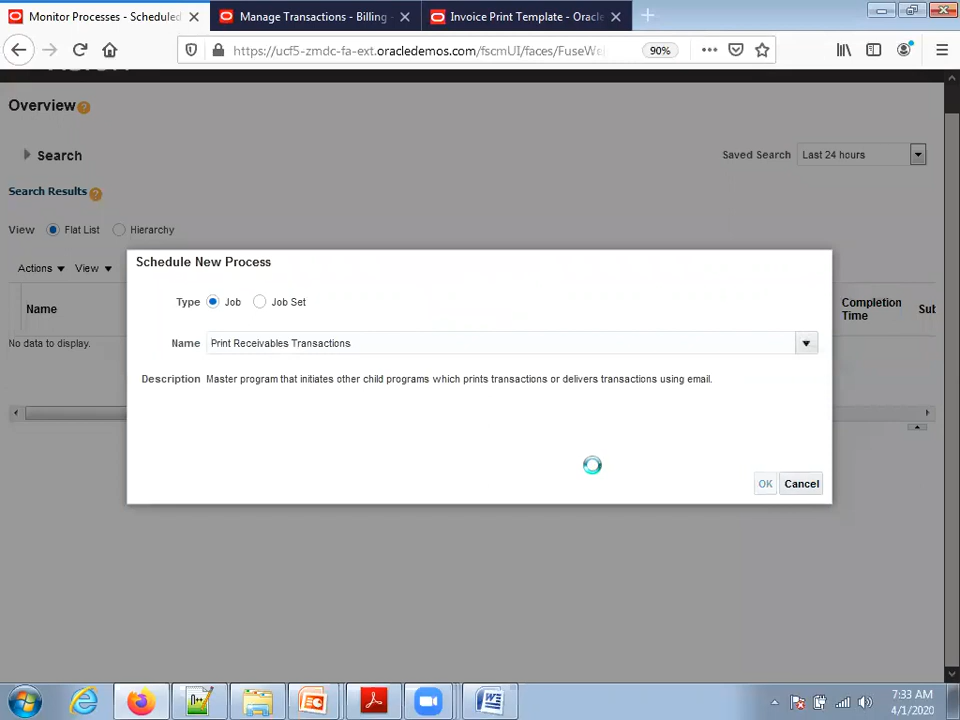 Monitor Processes - Scheduled
Manage Transactions - Billing -
Invoice Print Template - Oracle
https://ucf5-zmdc-fa-ext.oracledemos.com/fscmUI/faces/FuseWe
90%
Overview
Search
Saved Search Last 24 hours
Search Results
View Flat List Hierarchy
Actions View
Name
Completion Time
Sub
No data to display.
Schedule New Process
Type Job Job Set
Name Print Receivables Transactions
Description Master program that initiates other child programs which prints transactions or delivers transactions using email.
OK Cancel
7:33 AM
4/1/2020